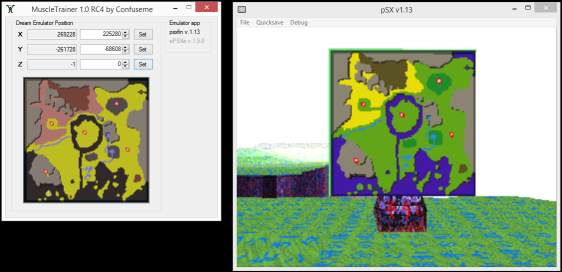 MuscleTrainer 1.0 RC4 by Confuseme
Dream Emulator Position
X 269228 225280 Set
Y -261728 -68608 Set
Z -1 0 Set
Emulator app
psxfin v.1.13
ePSXe v.1.9.0
pSX v1.13
File Quicksave Debug